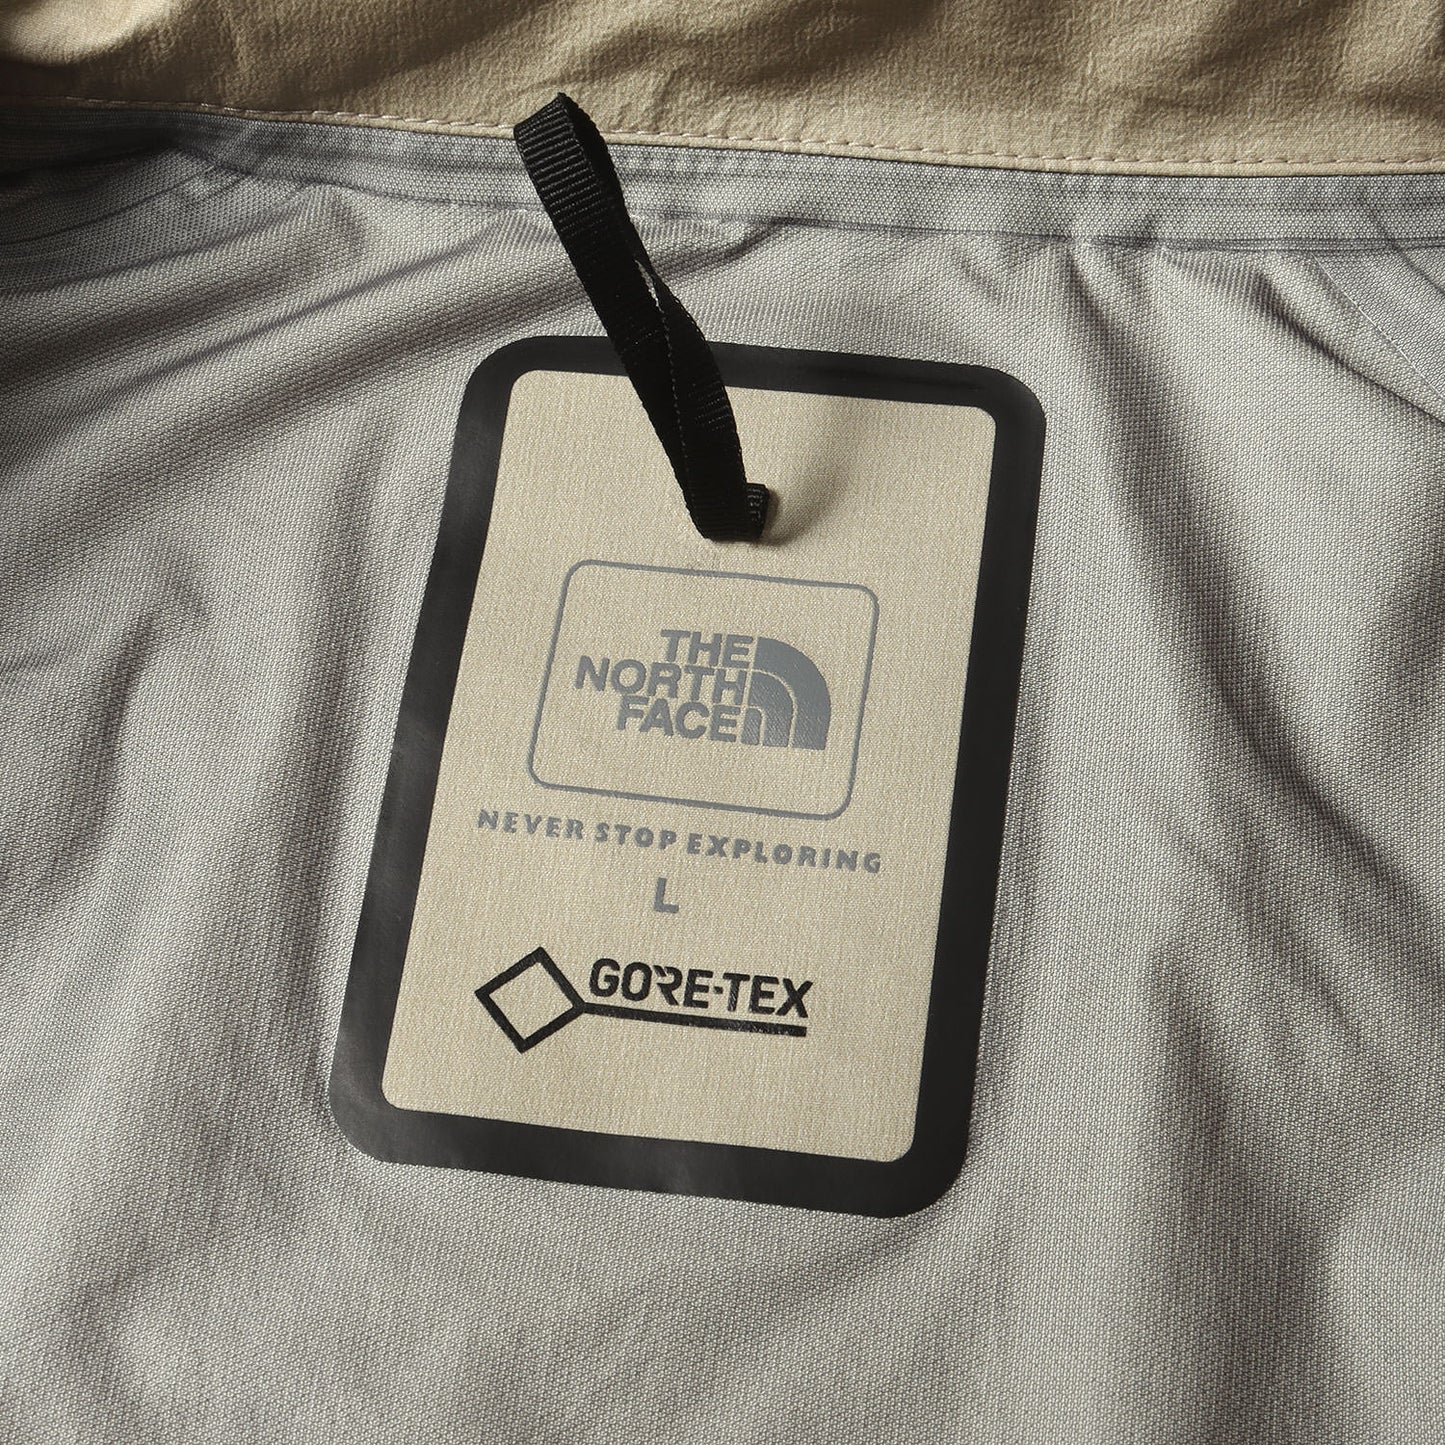 THE
NORTH
FACE
NEVER STOP EXPLORING
L
GORE-TEX